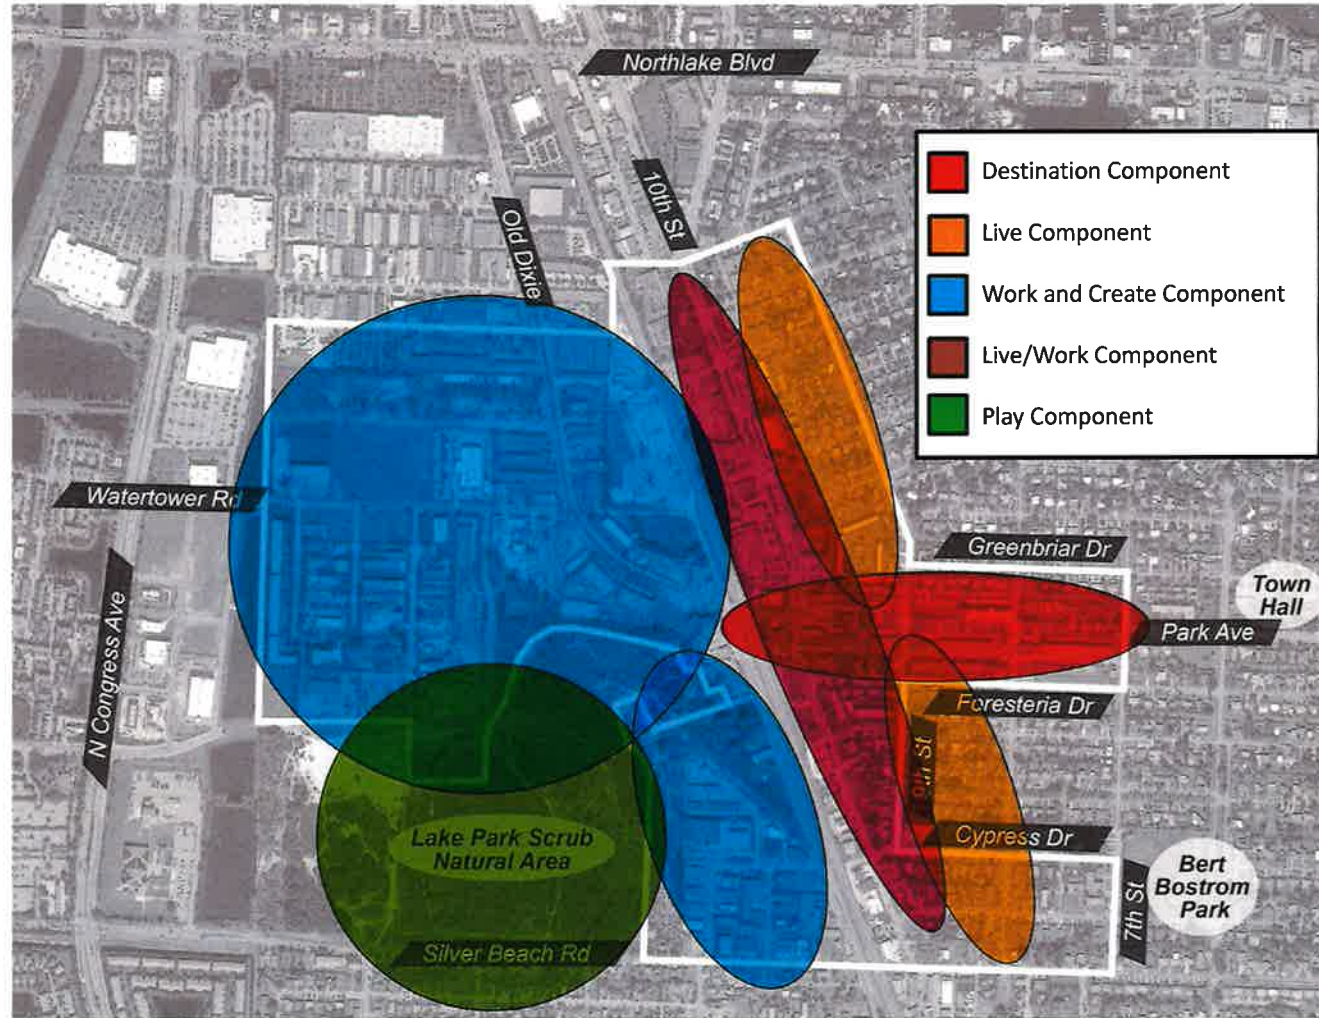 Northlake Blvd
10th St
Old Dixie
Destination Component
Live Component
Work and Create Component
Live/Work Component
Play Component
Watertower Rd
N Congress Ave
Greenbriar Dr
Town
Hall
Park Ave
Foresteria Dr
9th St
Cypress Dr
Lake Park Scrub
Natural Area
Bert
Bostrom
Park
7th St
Silver Beach Rd